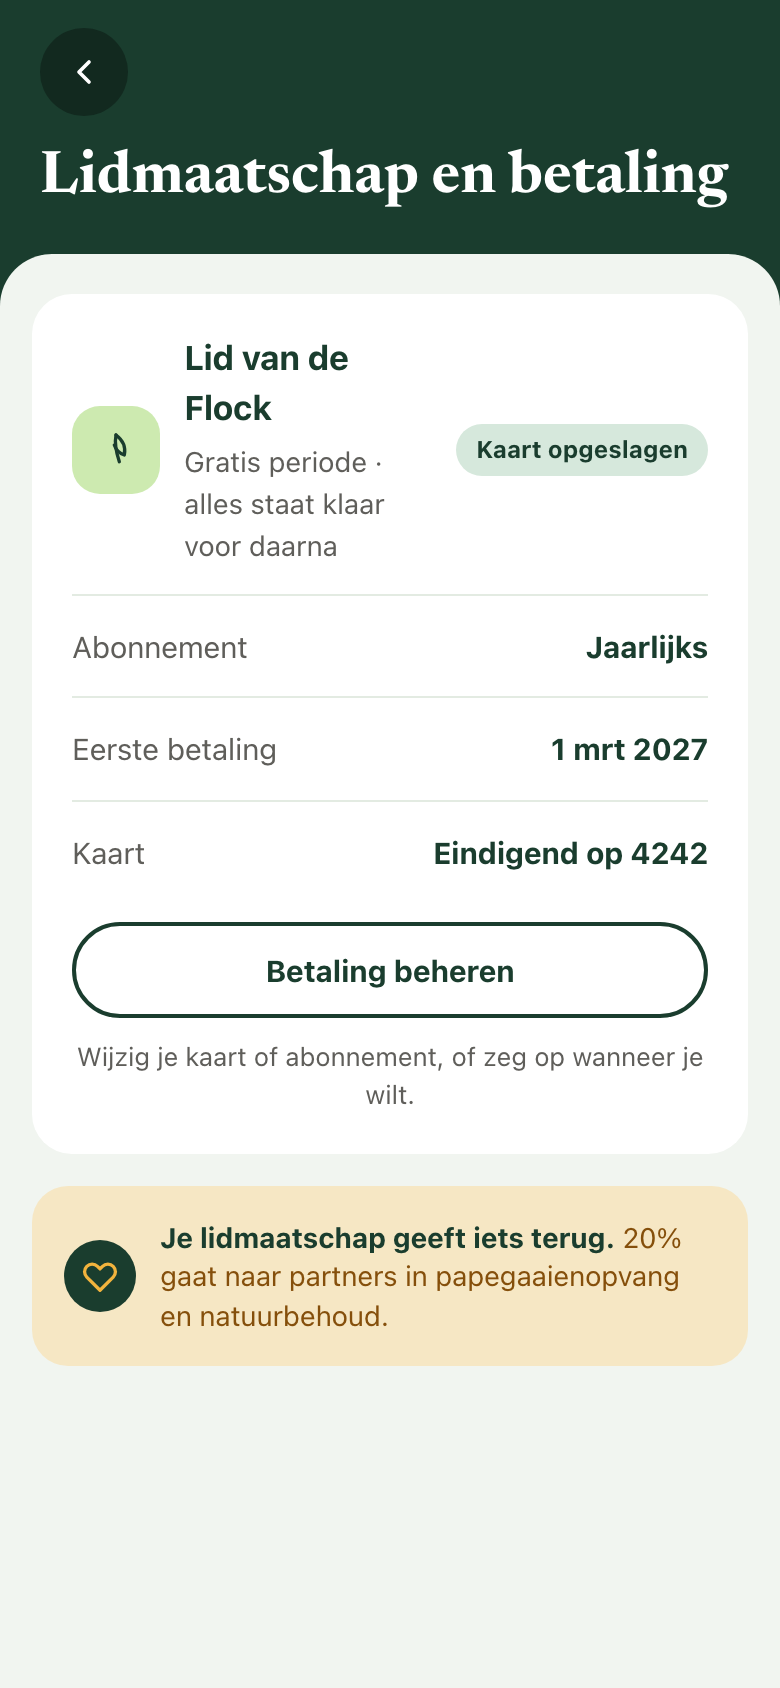 Lidmaatschap en betaling
Lid van de
Flock
Gratis periode ·
alles staat klaar
voor daarna
Kaart opgeslagen
Abonnement
Jaarlijks
Eerste betaling
1 mrt 2027
Kaart
Eindigend op 4242
Betaling beheren
Wijzig je kaart of abonnement, of zeg op wanneer je
wilt.
Je lidmaatschap geeft iets terug. 20%
gaat naar partners in papegaaienopvang
en natuurbehoud.